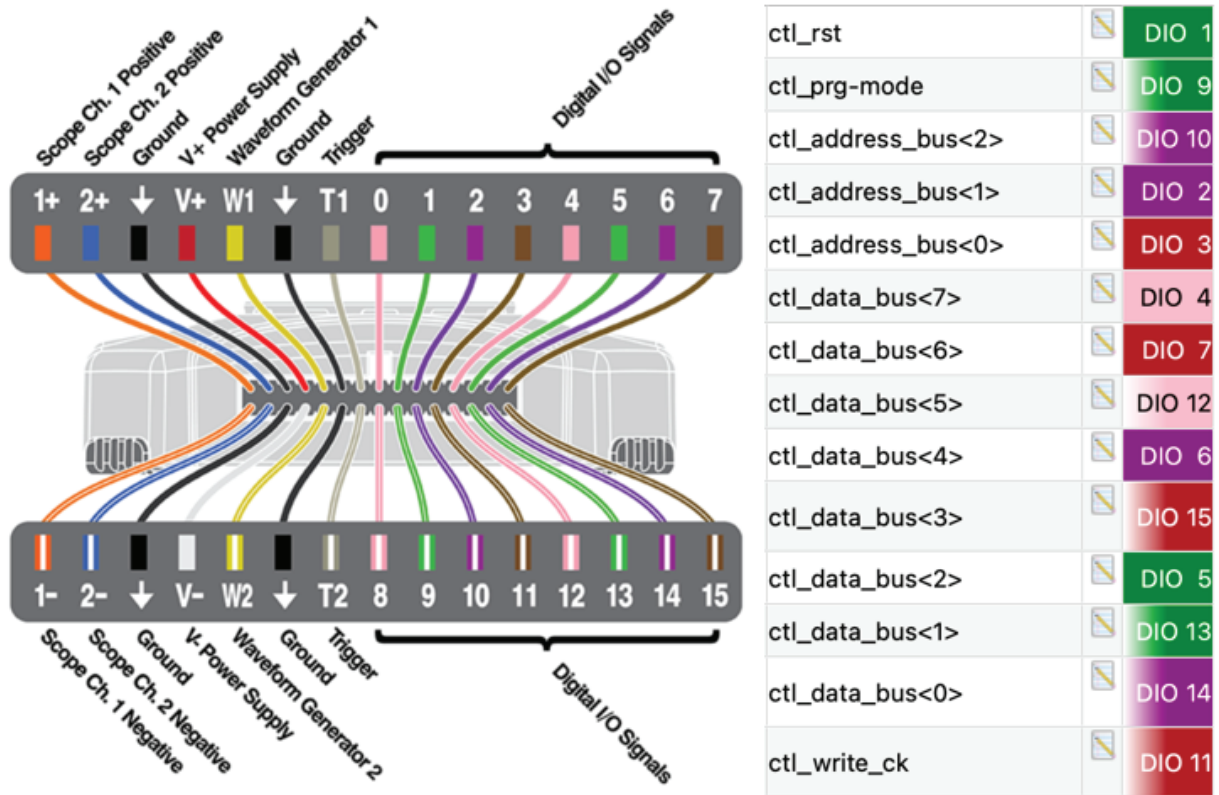 Scope Ch. 1 Positive
Scope Ch. 2 Positive
Ground
V+ Power Supply
Waveform Generator 1
Ground
Trigger
Digital I/O Signals
1+ 2+ V+ W1 T1 0 1 2 3 4 5 6 7
1- 2- V- W2 T2 8 9 10 11 12 13 14 15
Scope Ch. 1 Negative
Scope Ch. 2 Negative
Ground
V- Power Supply
Waveform Generator 2
Ground
Trigger
Digital I/O Signals
ctl_rst DIO 1
ctl_prg-mode DIO 9
ctl_address_bus<2> DIO 10
ctl_address_bus<1> DIO 2
ctl_address_bus<0> DIO 3
ctl_data_bus<7> DIO 4
ctl_data_bus<6> DIO 7
ctl_data_bus<5> DIO 12
ctl_data_bus<4> DIO 6
ctl_data_bus<3> DIO 15
ctl_data_bus<2> DIO 5
ctl_data_bus<1> DIO 13
ctl_data_bus<0> DIO 14
ctl_write_ck DIO 11